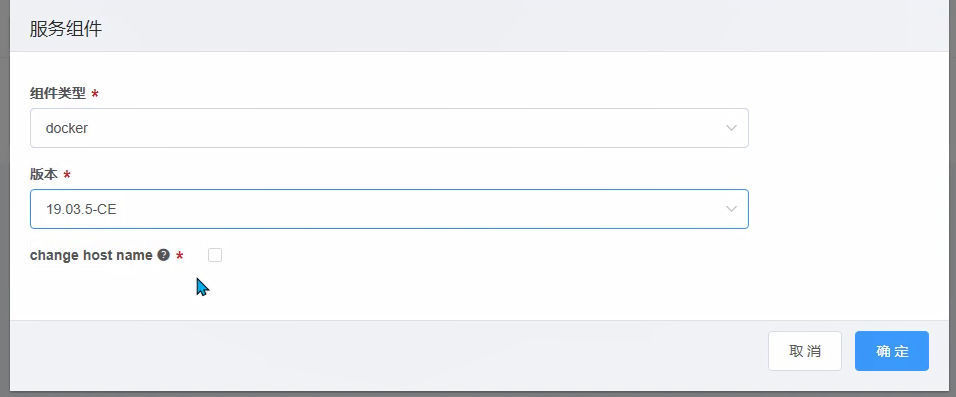 服务组件
组件类型 *
docker
版本 *
19.03.5-CE
change host name ? *
取消 确定